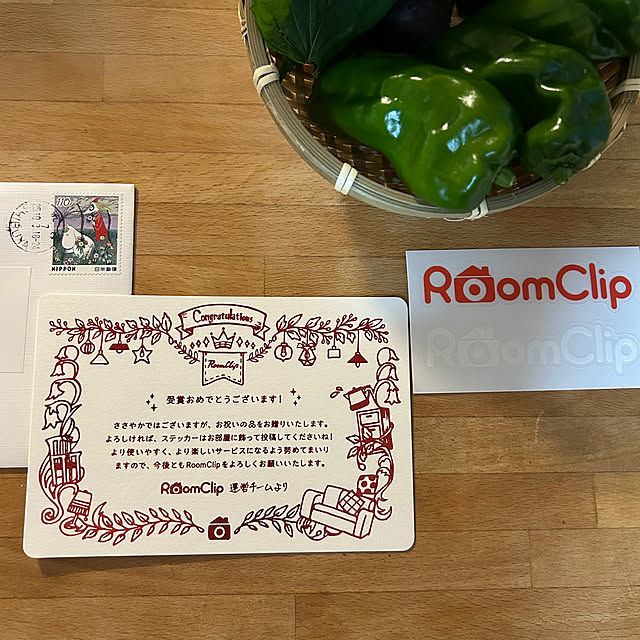 110
NIPPON 日本郵便
RoomClip
RoomClip
Congratulations
RoomClip
受賞おめでとうございます!
ささやかではございますが、お祝いの品をお贈りいたします。
よろしければ、ステッカーはお部屋に飾って投稿してくださいね!
より使いやすく、より楽しいサービスになるよう努めてまいり
ますので、今後ともRoomClipをよろしくお願いいたします。
RoomClip 運営チームより